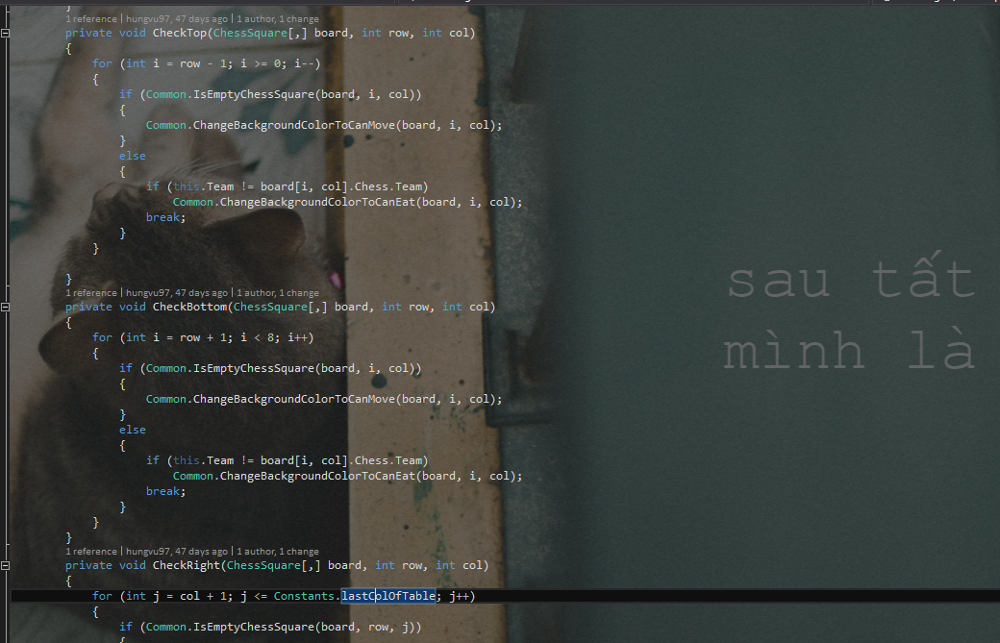 }
1 reference | hungvu97, 47 days ago | 1 author, 1 change
private void CheckTop(ChessSquare[,] board, int row, int col)
{
for (int i = row - 1; i >= 0; i--)
{
if (Common.IsEmptyChessSquare(board, i, col))
{
Common.ChangeBackgroundColorToCanMove(board, i, col);
}
else
{
if (this.Team != board[i, col].Chess.Team)
Common.ChangeBackgroundColorToCanEat(board, i, col);
break;
}
}
}
1 reference | hungvu97, 47 days ago | 1 author, 1 change
private void CheckBottom(ChessSquare[,] board, int row, int col)
{
for (int i = row + 1; i < 8; i++)
{
if (Common.IsEmptyChessSquare(board, i, col))
{
Common.ChangeBackgroundColorToCanMove(board, i, col);
}
else
{
if (this.Team != board[i, col].Chess.Team)
Common.ChangeBackgroundColorToCanEat(board, i, col);
break;
}
}
}
1 reference | hungvu97, 47 days ago | 1 author, 1 change
private void CheckRight(ChessSquare[,] board, int row, int col)
{
for (int j = col + 1; j <= Constants.lastColOfTable; j++)
{
if (Common.IsEmptyChessSquare(board, row, j))
{
sau tất
mình là